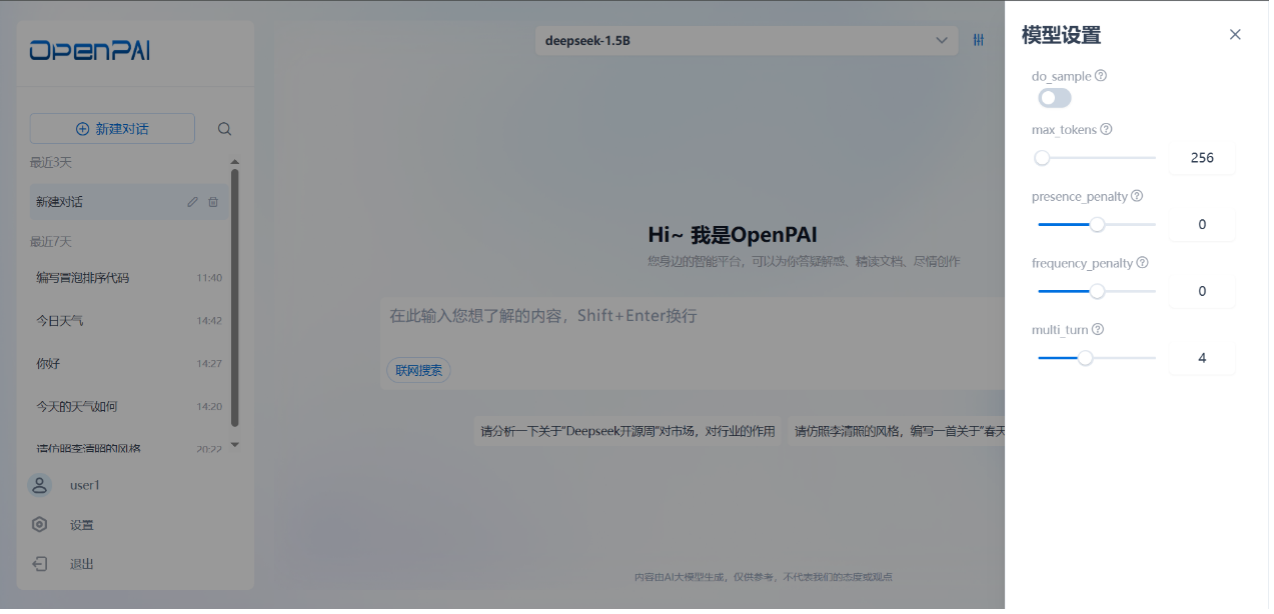 OPENPAI
新建对话
最近3天
新建对话
最近7天
编写冒泡排序代码 11:40
今日天气 14:42
你好 14:27
今天的天气如何 14:20
请仿照李清照的风格 20:22
user1
设置
退出
deepseek-1.5B
Hi~ 我是OpenPAI
您身边的智能平台，可以为你答疑解惑、精读文档、尽情创作
在此输入您想了解的内容，Shift+Enter换行
联网搜索
请分析一下关于"Deepseek开源周"对市场，对行业的作用
请仿照李清照的风格，编写一首关于"春天
内容由AI大模型生成，仅供参考，不代表我们的态度或观点
模型设置
do_sample
max_tokens
256
presence_penalty
0
frequency_penalty
0
multi_turn
4